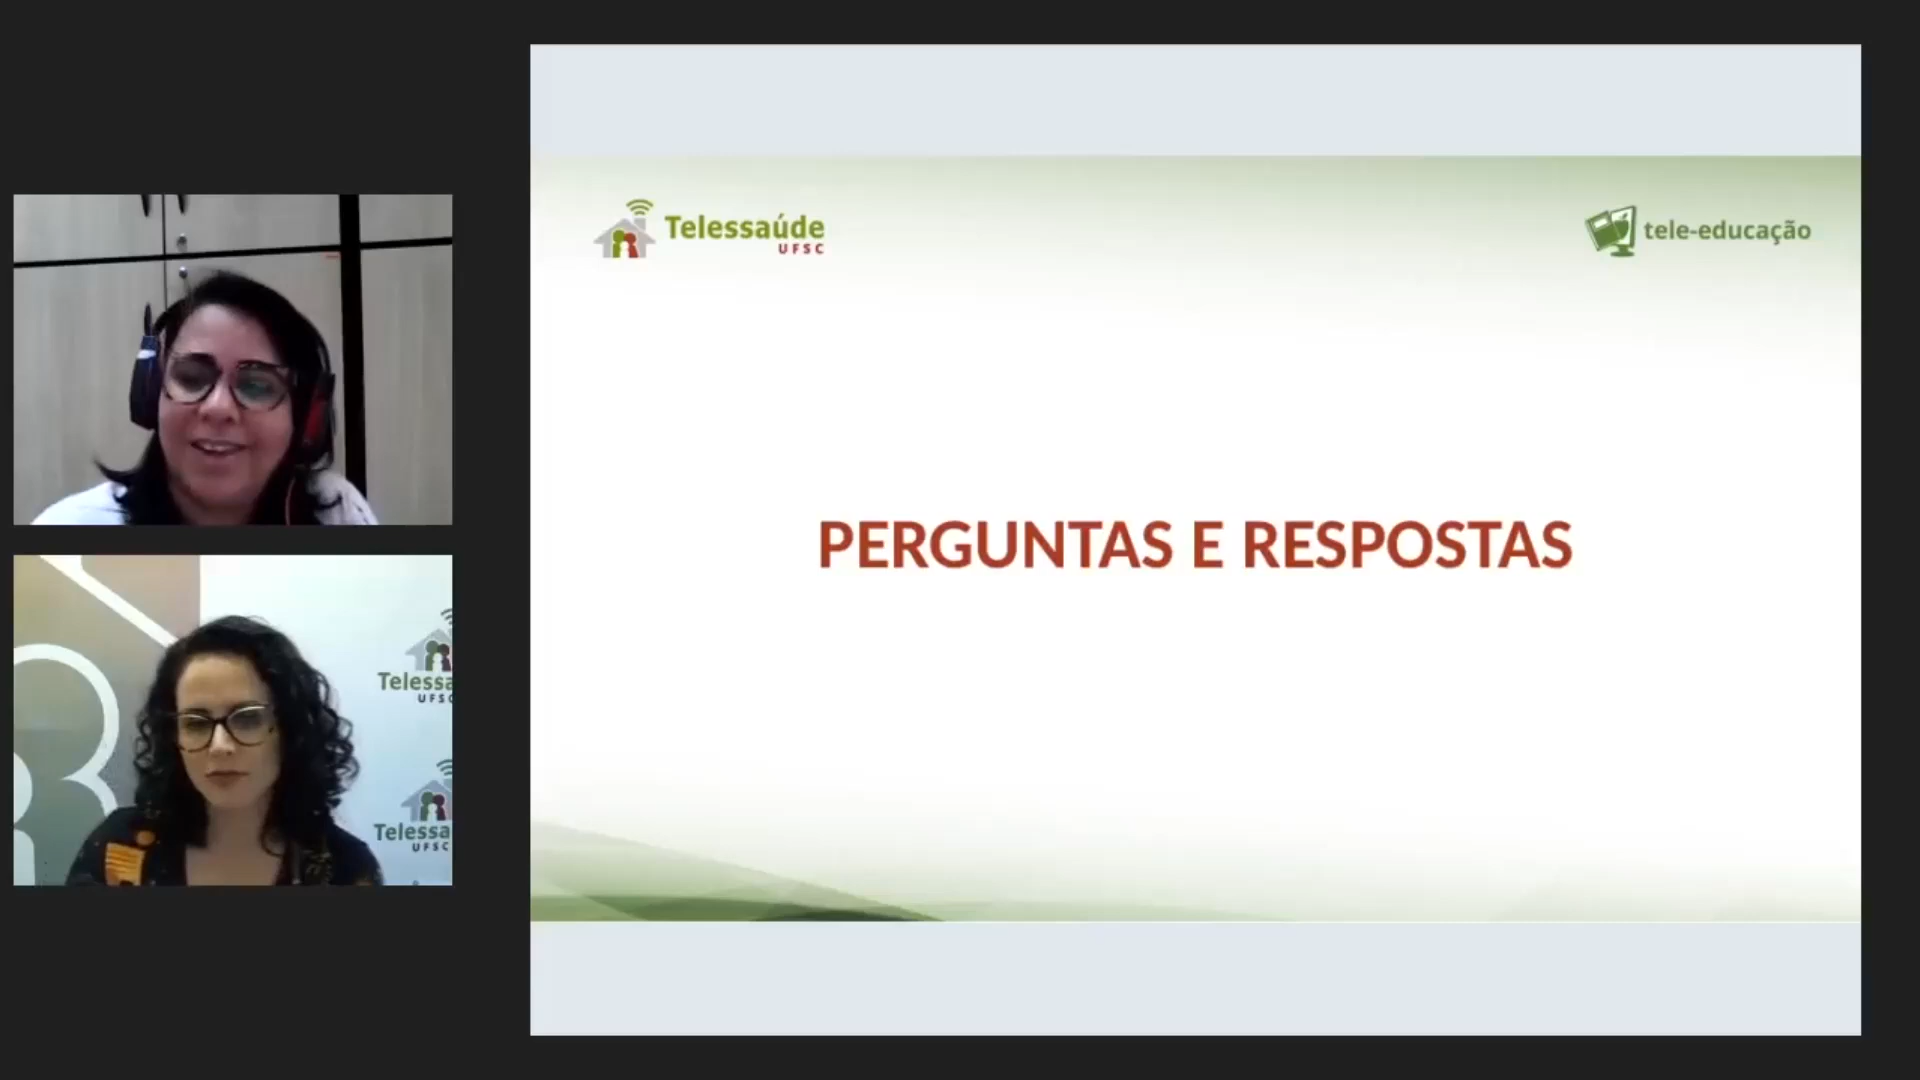 Telessaúde
UFSC
tele-educação
PERGUNTAS E RESPOSTAS
Telessa
UFSC
Telessa
UFSC